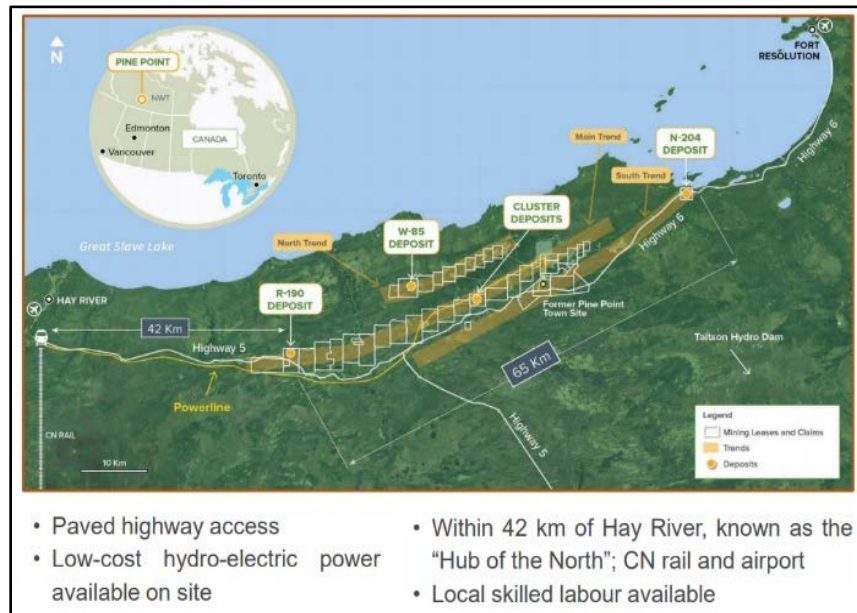 N
PINE POINT
NWT
Edmonton
CANADA
Vancouver
Toronto
FORT
RESOLUTION
Main Trend
N-204
DEPOSIT
Highway 6
South Trend
CLUSTER
DEPOSITS
Highway 6
W-85
DEPOSIT
North Trend
Great Slave Lake
R-190
DEPOSIT
HAY RIVER
42 Km
Highway 5
Former Pine Point
Town Site
65 Km
Taltson Hydro Dam
Powerline
Highway 5
CN RAIL
10 Km
Legend
Mining Leases and Claims
Trends
Deposits
• Paved highway access
• Low-cost hydro-electric power
available on site
• Within 42 km of Hay River, known as the
“Hub of the North”; CN rail and airport
• Local skilled labour available